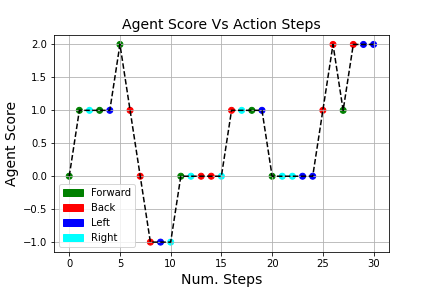 Agent Score Vs Action Steps
Agent Score
2.0
1.5
1.0
0.5
0.0
−0.5
−1.0
Forward
Back
Left
Right
0 5 10 15 20 25 30
Num. Steps